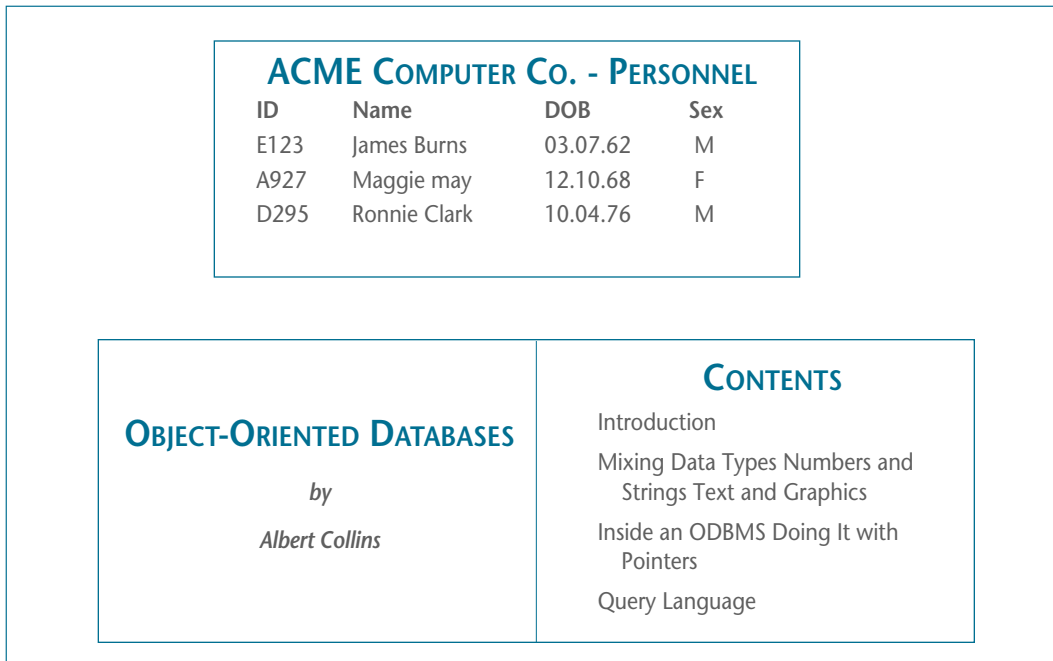 ACME COMPUTER CO. - PERSONNEL
ID Name DOB Sex
E123 James Burns 03.07.62 M
A927 Maggie may 12.10.68 F
D295 Ronnie Clark 10.04.76 M
OBJECT-ORIENTED DATABASES
by
Albert Collins
CONTENTS
Introduction
Mixing Data Types Numbers and
Strings Text and Graphics
Inside an ODBMS Doing It with
Pointers
Query Language